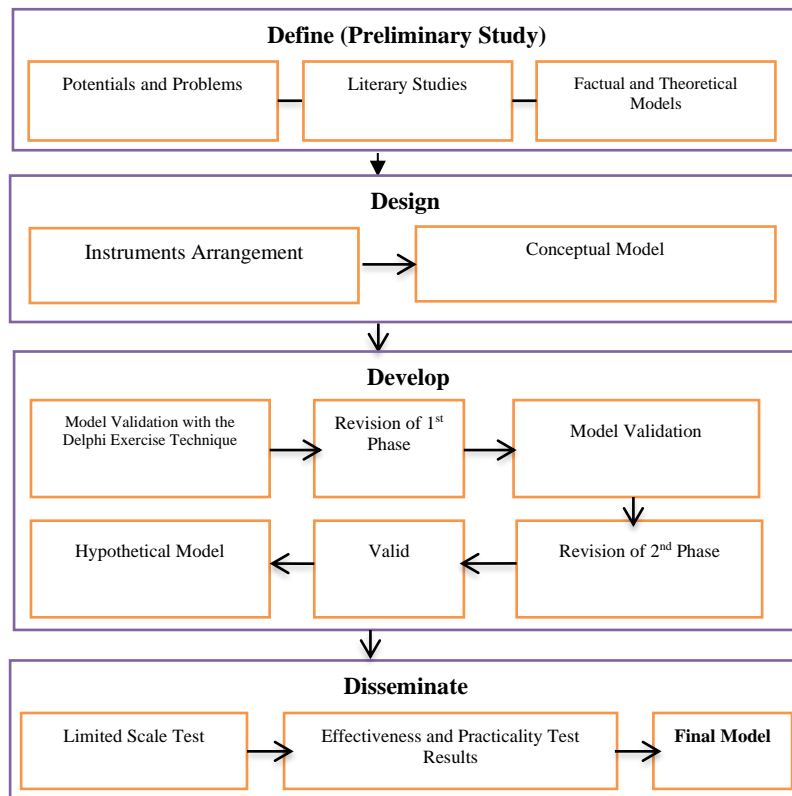 Define (Preliminary Study)
Potentials and Problems
Literary Studies
Factual and Theoretical
Models
Design
Instruments Arrangement
Conceptual Model
Develop
Model Validation with the
Delphi Exercise Technique
Revision of 1st
Phase
Model Validation
Hypothetical Model
Valid
Revision of 2nd Phase
Disseminate
Limited Scale Test
Effectiveness and Practicality Test
Results
Final Model